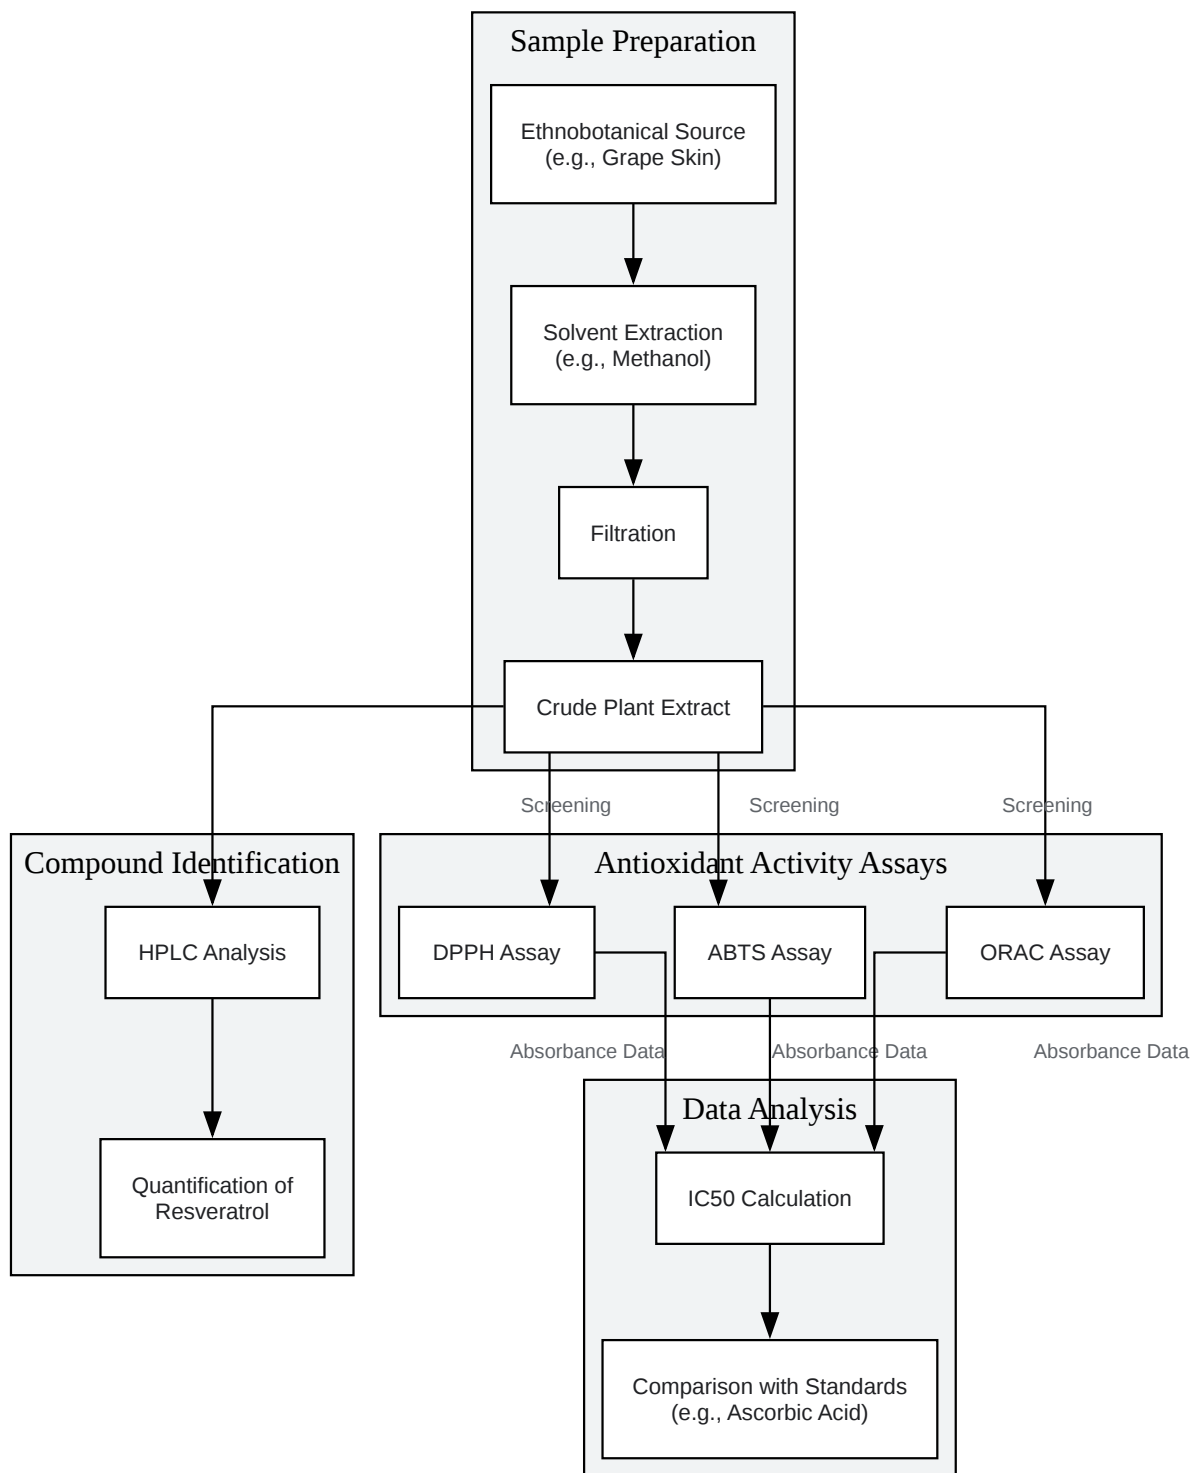 Sample Preparation
Ethnobotanical Source
(e.g., Grape Skin)
Solvent Extraction
(e.g., Methanol)
Filtration
Crude Plant Extract
Screening
Screening
Screening
Compound Identification
Antioxidant Activity Assays
HPLC Analysis
DPPH Assay
ABTS Assay
ORAC Assay
Absorbance Data
Absorbance Data
Absorbance Data
Data Analysis
Quantification of
Resveratrol
IC50 Calculation
Comparison with Standards
(e.g., Ascorbic Acid)